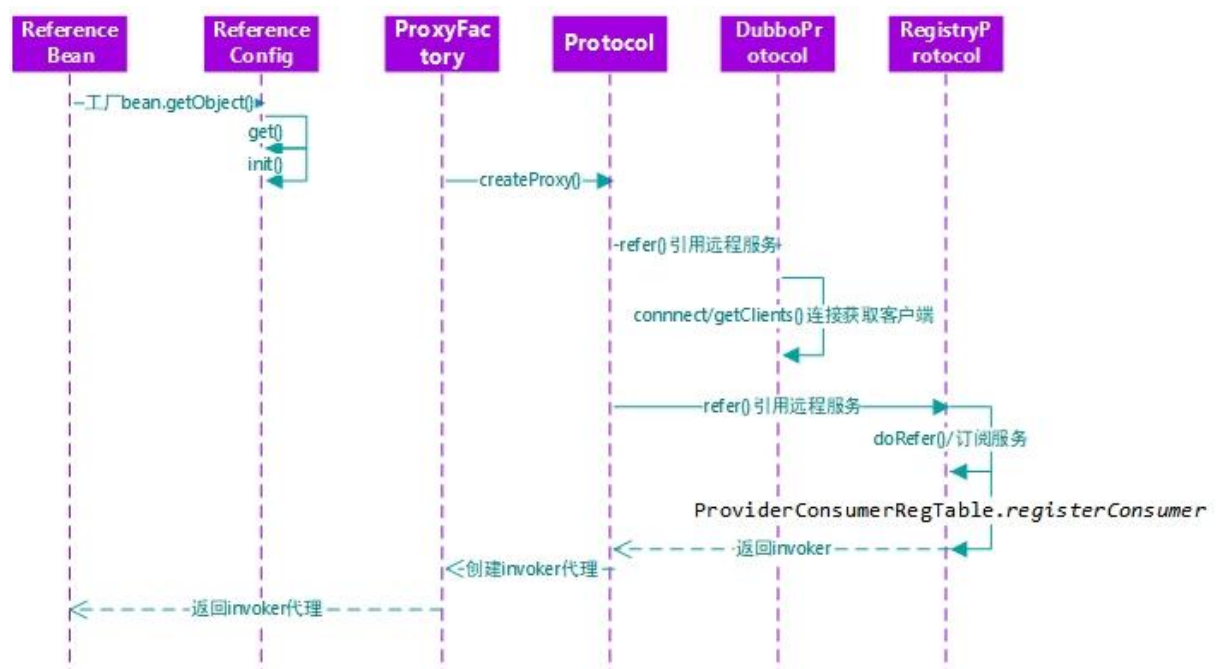 Reference
Bean
Reference
Config
ProxyFac
tory
Protocol
DubboPr
otocol
RegistryP
rotocol
工厂bean.getObject()
get()
init()
createProxy()
refer()引用远程服务
connnect/getClients()连接获取客户端
refer()引用远程服务
doRefer()/订阅服务
ProviderConsumerRegTable.registerConsumer
返回invoker
创建invoker代理
返回invoker代理